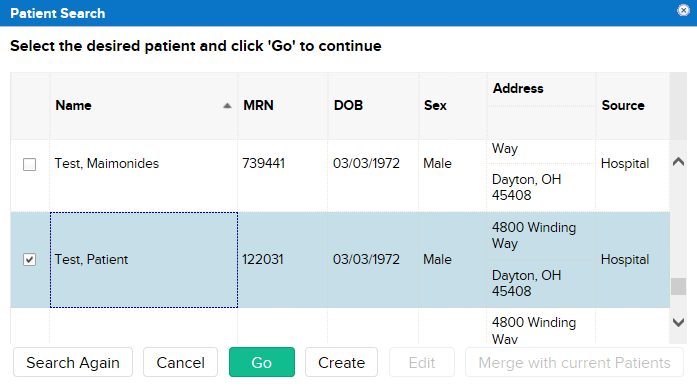 Patient Search
Select the desired patient and click 'Go' to continue
Name MRN DOB Sex Address Source
Way
Test, Maimonides 739441 03/03/1972 Male Hospital
Dayton, OH
45408
4800 Winding
Way
Test, Patient 122031 03/03/1972 Male Hospital
Dayton, OH
45408
4800 Winding
Way
Search Again Cancel Go Create Edit Merge with current Patients